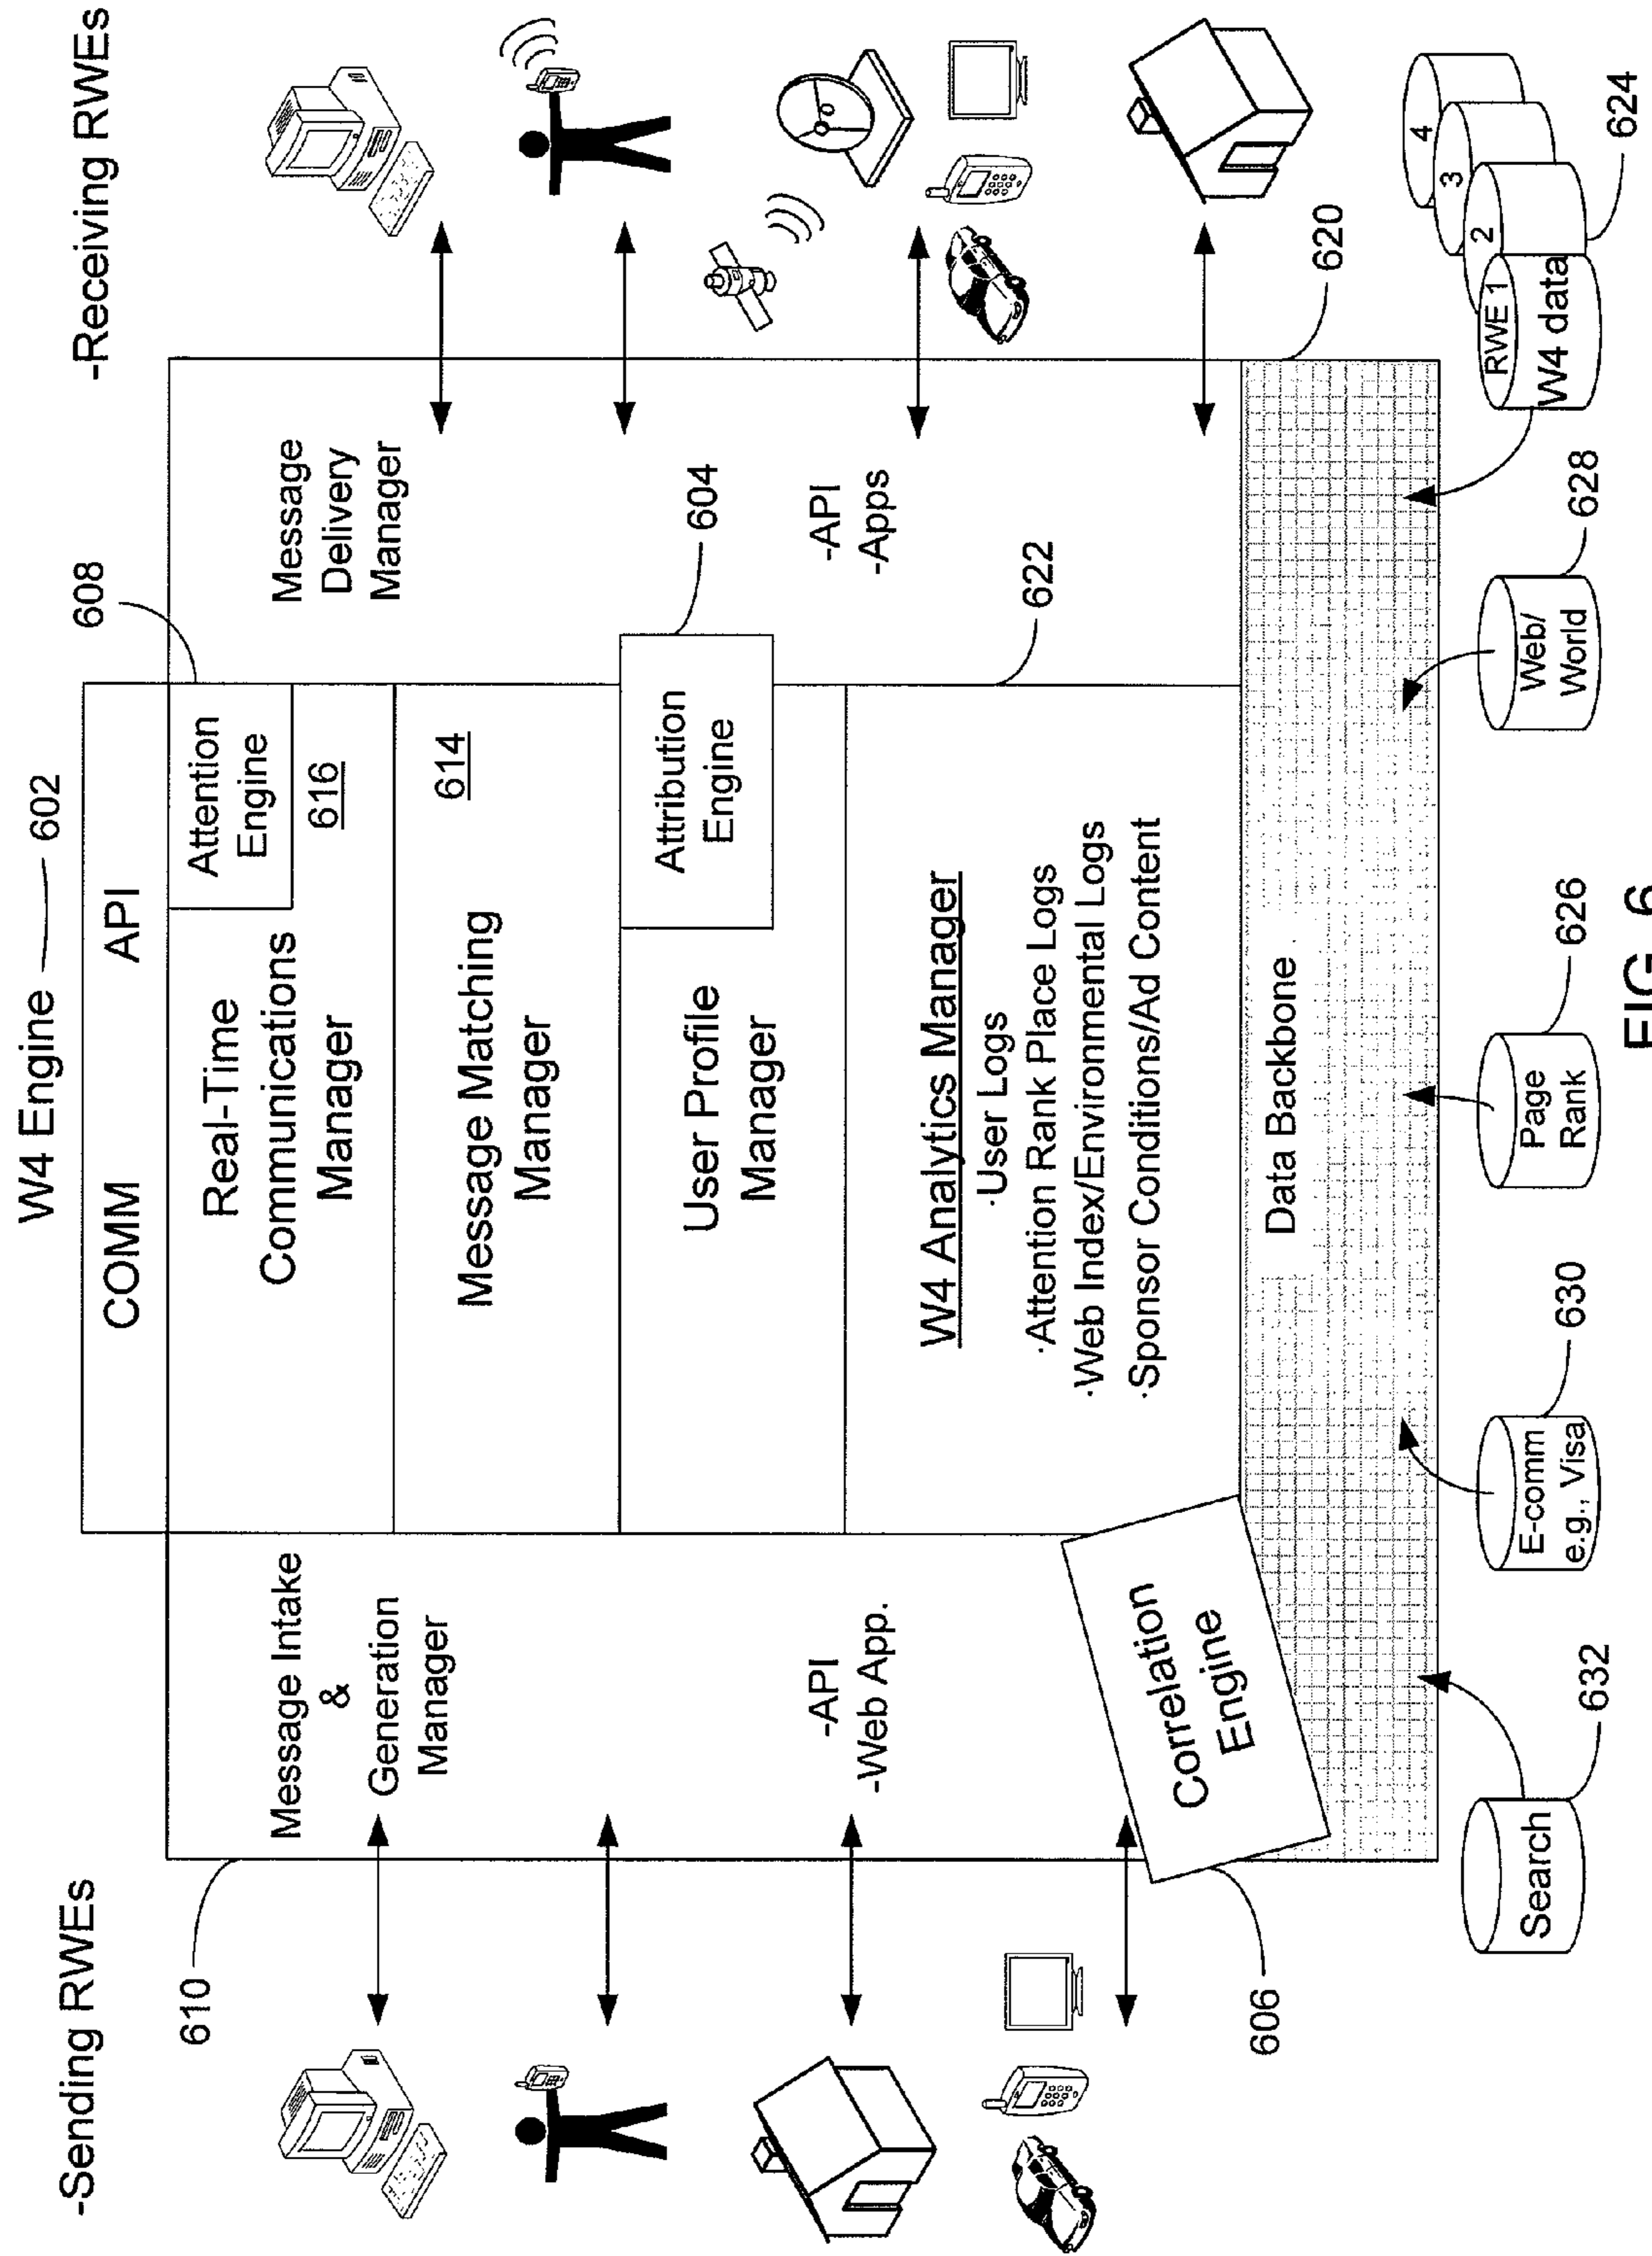 W4 Engine 602
-Sending RWEs
-Receiving RWEs
COMM API
608
610
Message Intake
&
Generation
Manager
-API
-Web App.
Real-Time
Communications
Manager
Attention
Engine
616
Message Matching
Manager
614
User Profile
Manager
Attribution
Engine
604
W4 Analytics Manager
·User Logs
·Attention Rank Place Logs
·Web Index/Environmental Logs
·Sponsor Conditions/Ad Content
622
Message
Delivery
Manager
-API
-Apps
Correlation
Engine
606
Data Backbone
620
Search
632
E-comm
e.g., Visa
630
Page
Rank
626
Web/
World
628
RWE 1
W4 data
2
3
4
624
FIG. 6